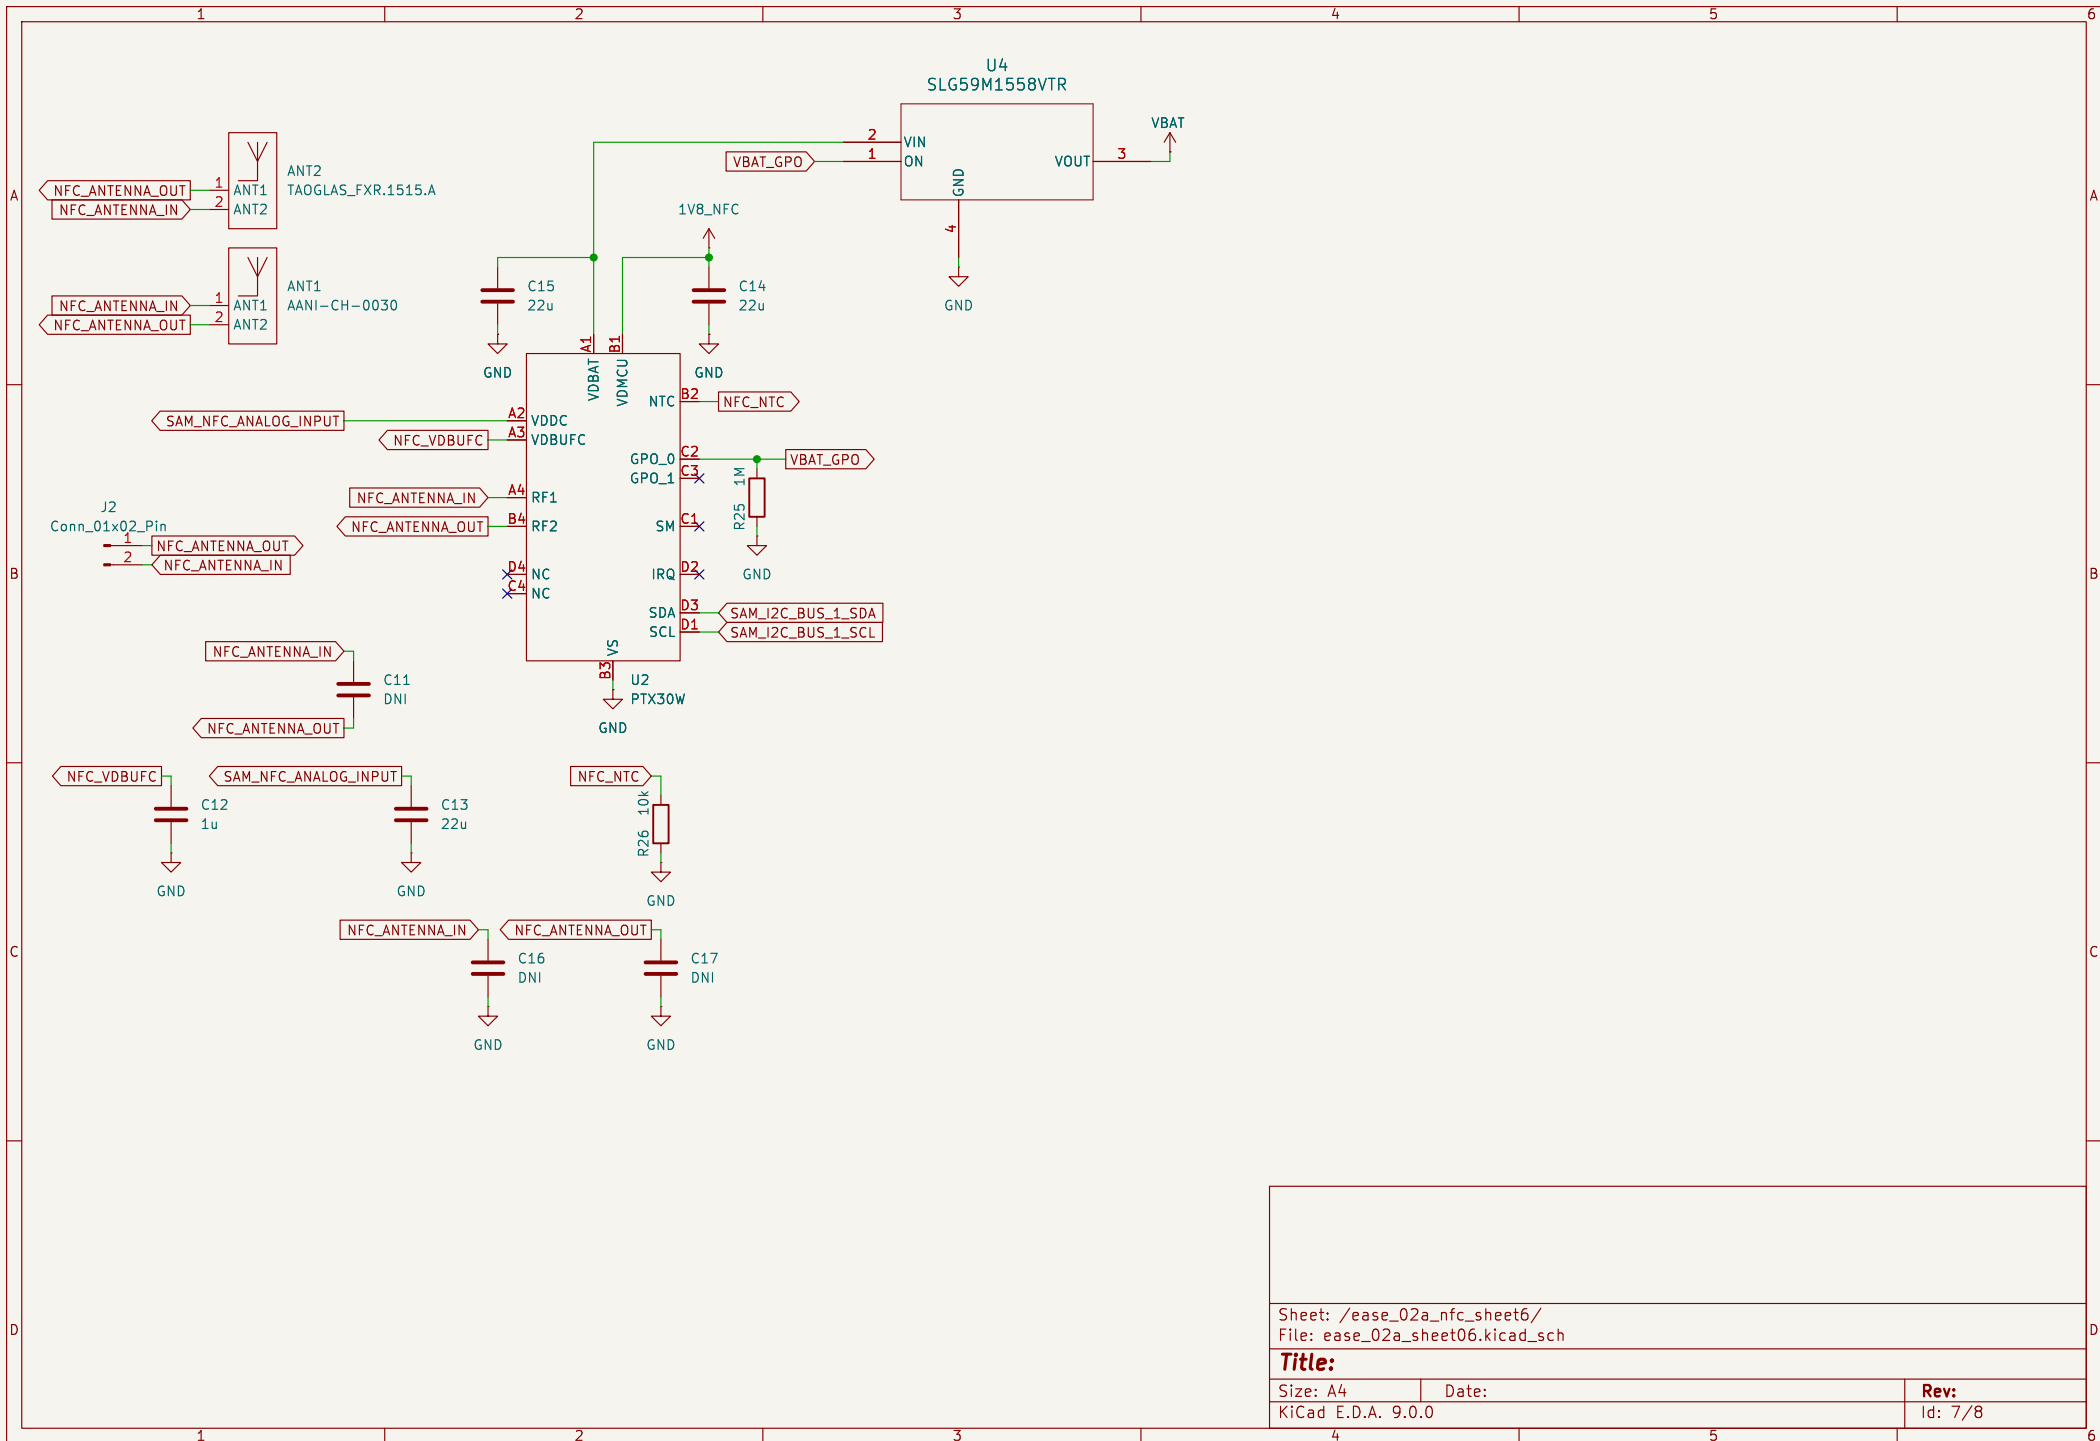 1 2 3 4 5 6
U4
SLG59M1558VTR
VBAT
2 VIN
VBAT_GPO 1 ON
VOUT 3
GND
4
GND
ANT2
TAOGLAS_FXR.1515.A
NFC_ANTENNA_OUT 1 ANT1
NFC_ANTENNA_IN 2 ANT2
A A
1V8_NFC
ANT1
AANI-CH-0030
NFC_ANTENNA_IN 1 ANT1
NFC_ANTENNA_OUT 2 ANT2
C15
22u
C14
22u
GND
GND
A1 B1
VDBAT VDMCU
NTC B2 NFC_NTC
SAM_NFC_ANALOG_INPUT A2 VDDC
NFC_VDBUFC A3 VDBUFC
GPO_0 C2 VBAT_GPO
GPO_1 C3
R25 1M
GND
NFC_ANTENNA_IN A4 RF1
NFC_ANTENNA_OUT B4 RF2
SM C1
J2
Conn_01x02_Pin
1 NFC_ANTENNA_OUT
2 NFC_ANTENNA_IN
B B
D4 NC
C4 NC
IRQ D2
SDA D3 SAM_I2C_BUS_1_SDA
SCL D1 SAM_I2C_BUS_1_SCL
VS
B3
U2
PTX30W
GND
NFC_ANTENNA_IN
C11
DNI
NFC_ANTENNA_OUT
NFC_VDBUFC
C12
1u
GND
SAM_NFC_ANALOG_INPUT
C13
22u
GND
NFC_NTC
R26 10k
GND
C C
NFC_ANTENNA_IN
C16
DNI
GND
NFC_ANTENNA_OUT
C17
DNI
GND
D D
Sheet: /ease_02a_nfc_sheet6/
File: ease_02a_sheet06.kicad_sch
Title:
Size: A4 Date: Rev:
KiCad E.D.A. 9.0.0 Id: 7/8
1 2 3 4 5 6